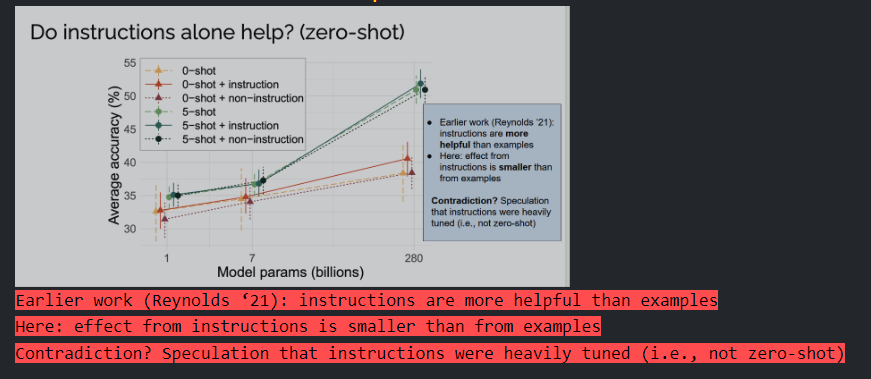 Do instructions alone help? (zero-shot)
55
50
45
40
35
30
Average accuracy (%)
0-shot
0-shot + instruction
0-shot + non-instruction
5-shot
5-shot + instruction
5-shot + non-instruction
1
7
280
Model params (billions)
• Earlier work (Reynolds '21):
instructions are more
helpful than examples
• Here: effect from
instructions is smaller than
from examples
Contradiction? Speculation
that instructions were heavily
tuned (i.e., not zero-shot)
Earlier work (Reynolds ‘21): instructions are more helpful than examples
Here: effect from instructions is smaller than from examples
Contradiction? Speculation that instructions were heavily tuned (i.e., not zero-shot)